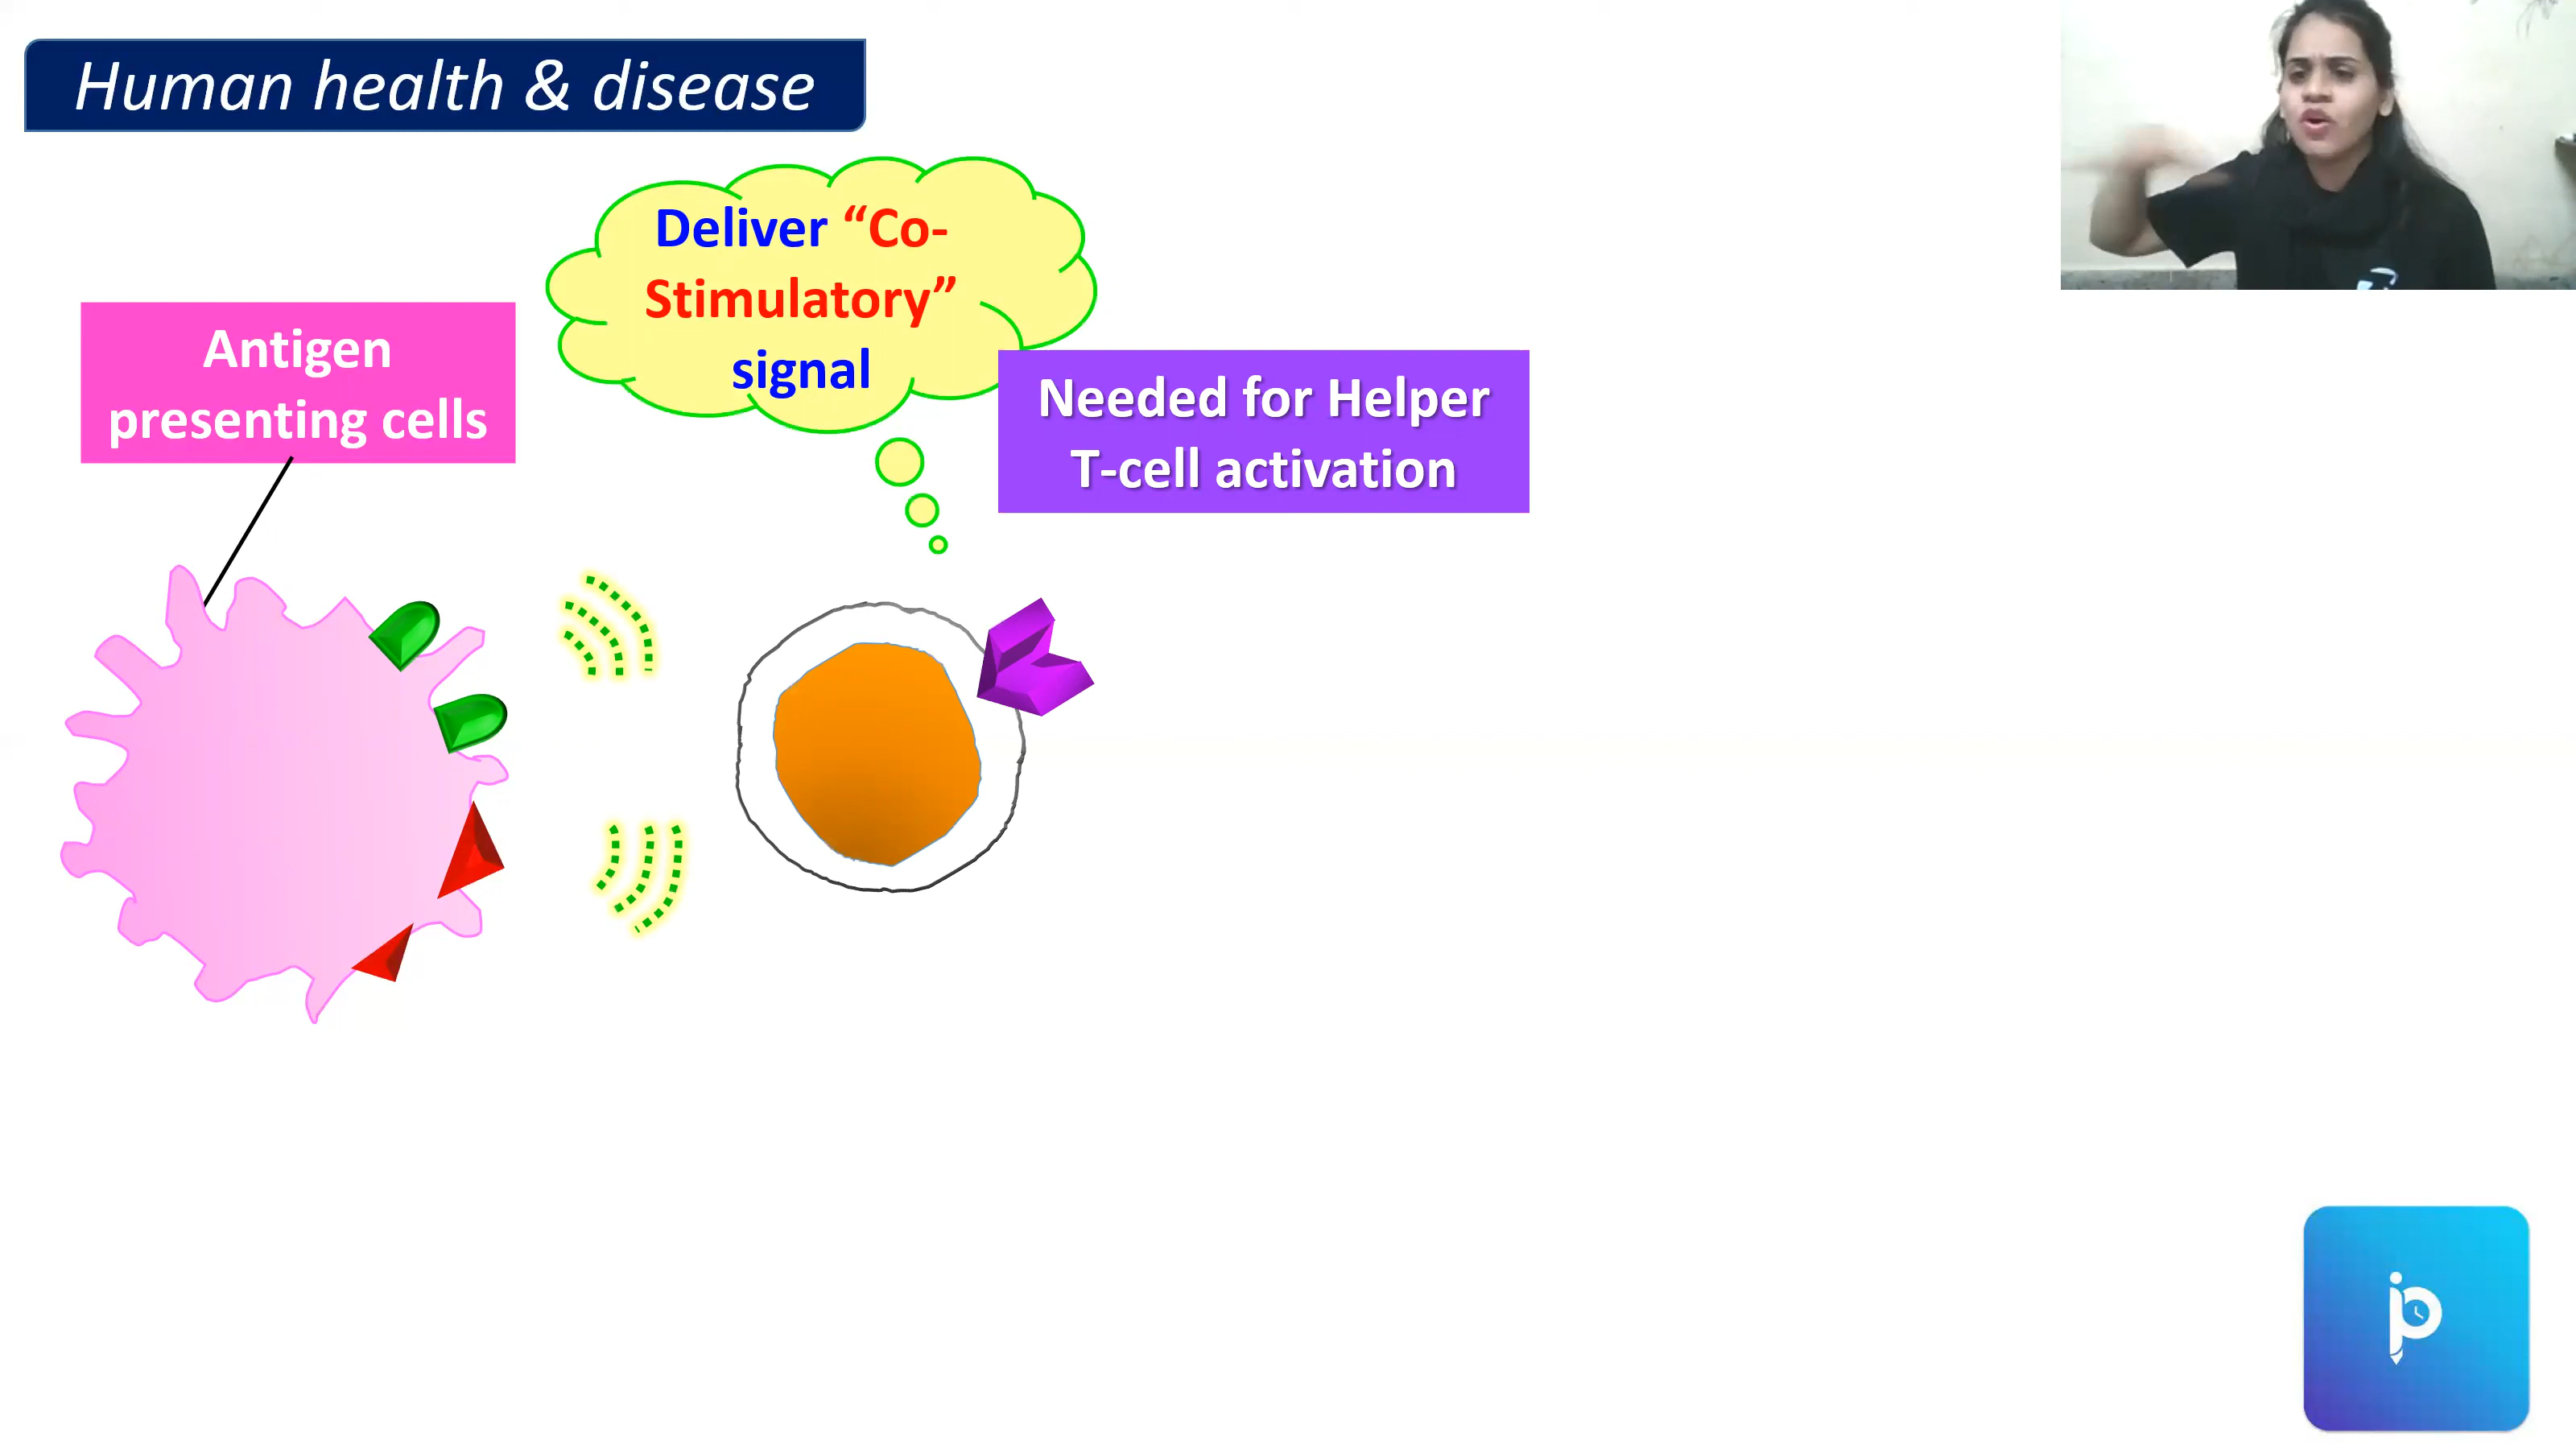 Human health & disease
Deliver “Co-
Stimulatory”
signal
Antigen
presenting cells
Needed for Helper
T-cell activation